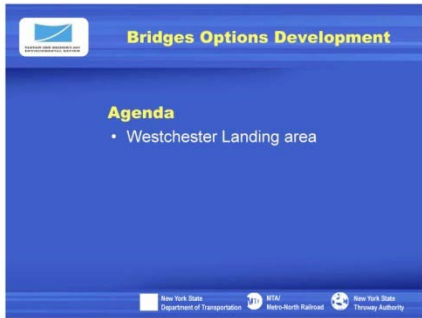 Bridges Options Development
Agenda
• Westchester Landing area
New York State
Department of Transportation
MTA/
Metro-North Railroad
New York State
Thruway Authority